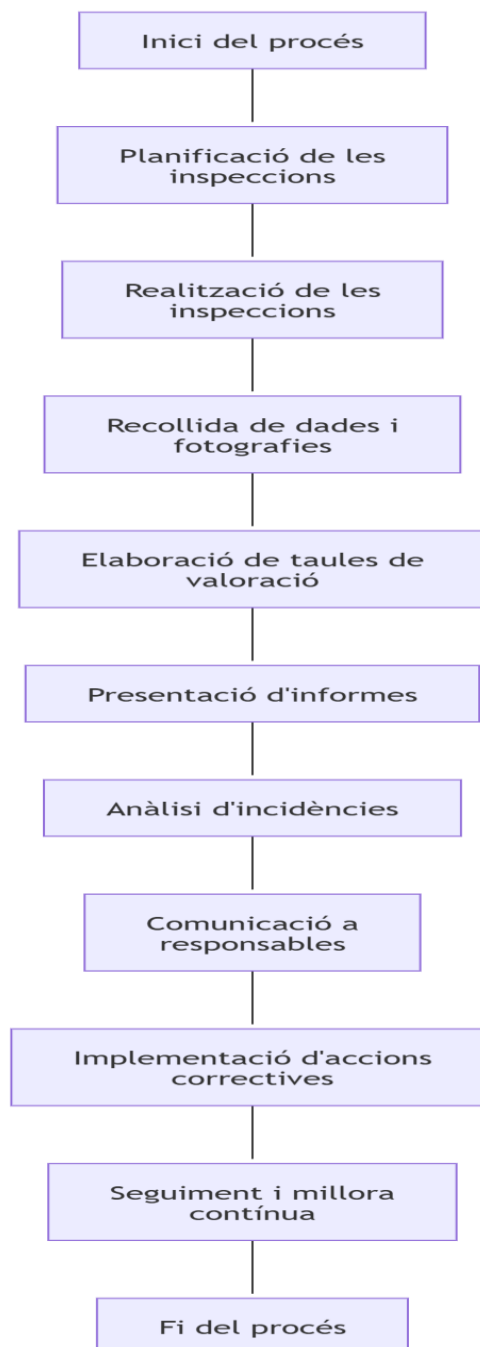 Inici del procés
Planificació de les
inspeccions
Realització de les
inspeccions
Recollida de dades i
fotografies
Elaboració de taules de
valoració
Presentació d'informes
Anàlisi d'incidències
Comunicació a
responsables
Implementació d'accions
correctives
Seguiment i millora
contínua
Fi del procés